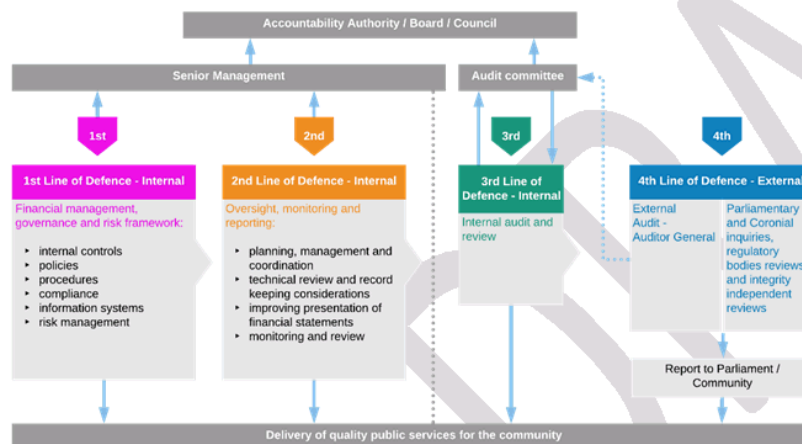 Accountability Authority / Board / Council
Senior Management
Audit committee
1st
2nd
3rd
4th
1st Line of Defence - Internal
Financial management,
governance and risk framework:
internal controls
policies
procedures
compliance
information systems
risk management
2nd Line of Defence - Internal
Oversight, monitoring and
reporting:
planning, management and
coordination
technical review and record
keeping considerations
improving presentation of
financial statements
monitoring and review
3rd Line of
Defence - Internal
Internal audit and
review
4th Line of Defence - External
External
Audit -
Auditor General
Parliamentary
and Coronial
inquiries,
regulatory
bodies reviews
and integrity
independent
reviews
Report to Parliament /
Community
Delivery of quality public services for the community